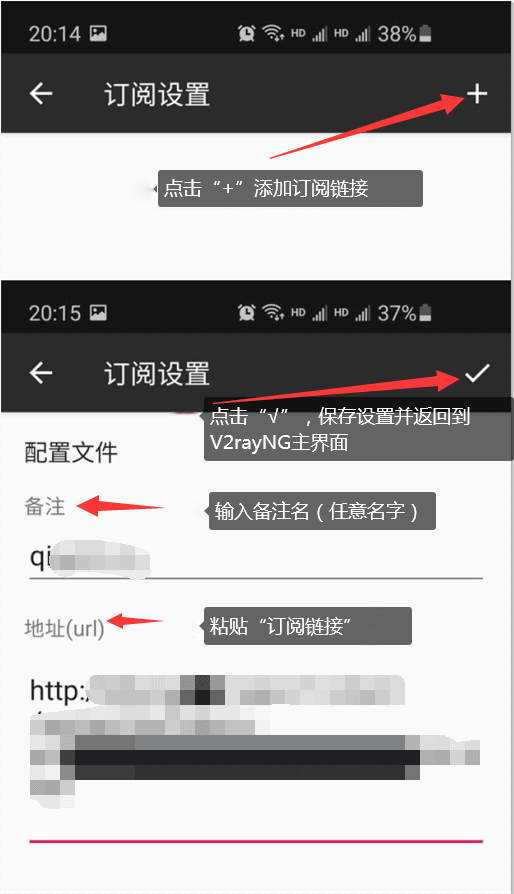 20:14 HD HD 38%
订阅设置
点击“+”添加订阅链接
20:15 HD HD 37%
订阅设置
点击“√”，保存设置并返回到
V2rayNG主界面
配置文件
备注
输入备注名（任意名字）
qi
地址(url)
粘贴“订阅链接”
http: